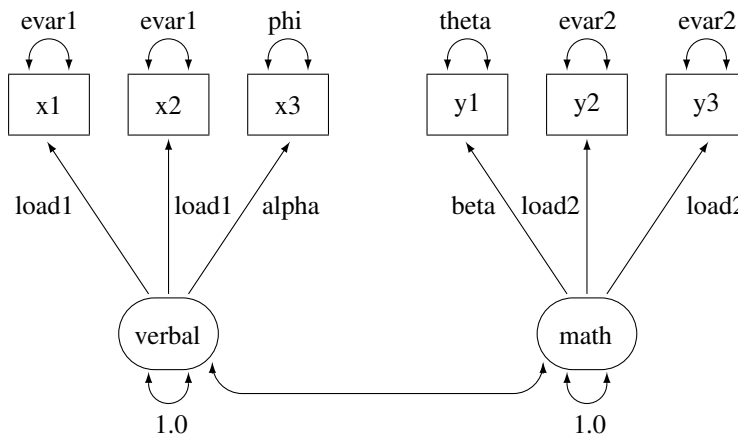 evar1 evar1 phi theta evar2 evar2
x1 x2 x3 y1 y2 y3
load1 load1 alpha beta load2 load2
verbal math
1.0 1.0